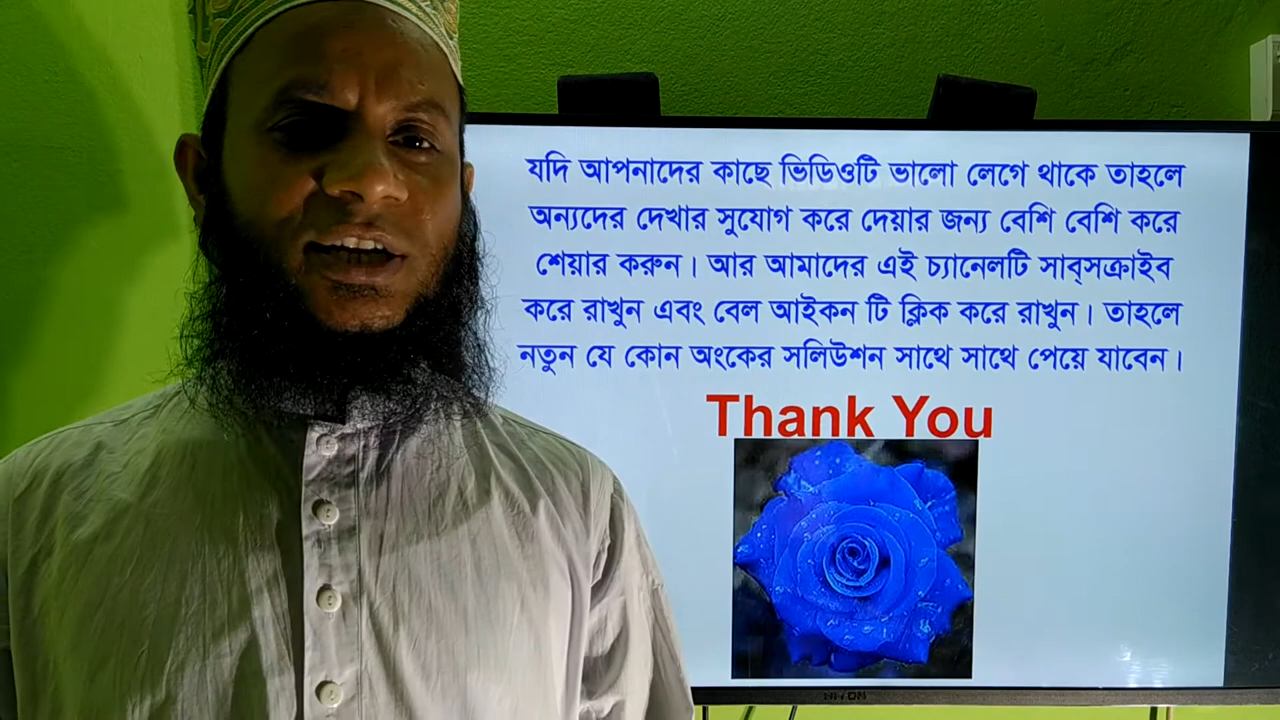 যদি আপনাদের কাছে ভিডিওটি ভালো লেগে থাকে তাহলে
অন্যদের দেখার সুযোগ করে দেয়ার জন্য বেশি বেশি করে
শেয়ার করুন। আর আমাদের এই চ্যানেলটি সাব্সক্রাইব
করে রাখুন এবং বেল আইকন টি ক্লিক করে রাখুন। তাহলে
নতুন যে কোন অংকের সলিউশন সাথে সাথে পেয়ে যাবেন।
Thank You